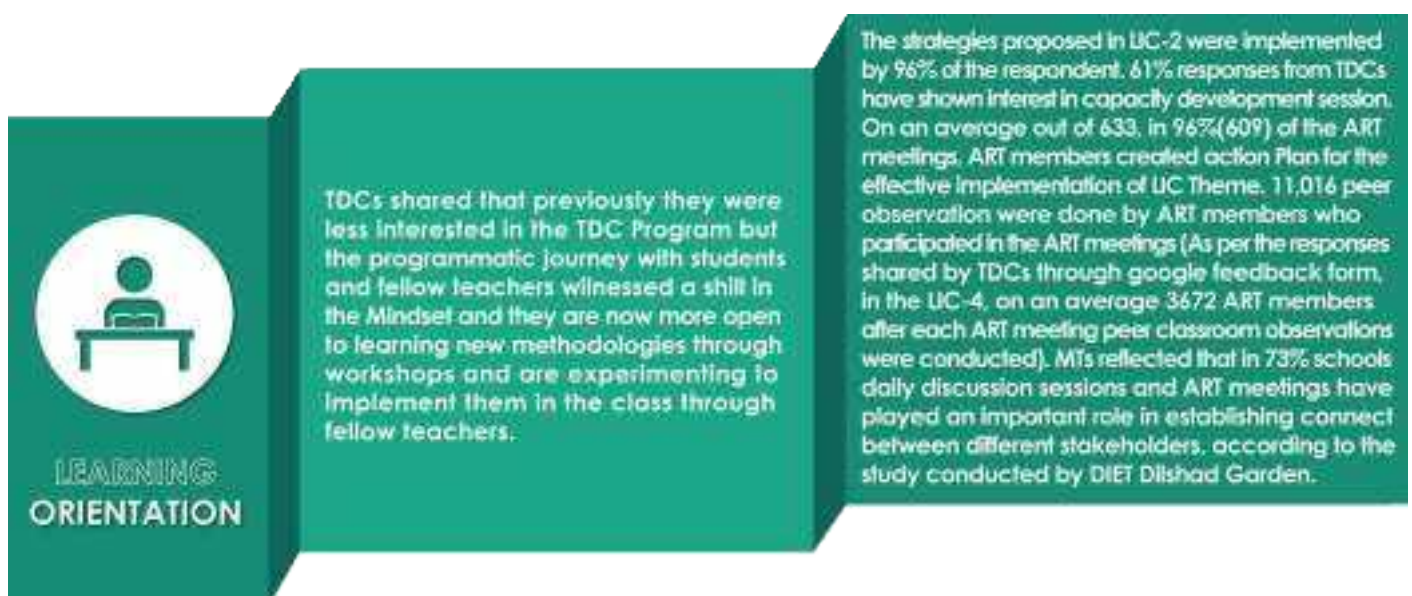 LEARNING
ORIENTATION
TDCs shared that previously they were
less interested in the TDC Program but
the programmatic journey with students
and fellow teachers witnessed a shift in
the Mindset and they are now more open
to learning new methodologies through
workshops and are experimenting to
implement them in the class through
fellow teachers.
The strategies proposed in LIC-2 were implemented
by 96% of the respondent. 61% responses from TDCs
have shown interest in capacity development session.
On an average out of 633, in 96%(609) of the ART
meetings, ART members created action Plan for the
effective implementation of LIC Theme. 11,016 peer
observation were done by ART members who
participated in the ART meetings (As per the responses
shared by TDCs through google feedback form,
in the LIC-4, on an average 3672 ART members
after each ART meeting peer classroom observations
were conducted). MTs reflected that in 73% schools
daily discussion sessions and ART meetings have
played an important role in establishing connect
between different stakeholders, according to the
study conducted by DIET Dilshad Garden.